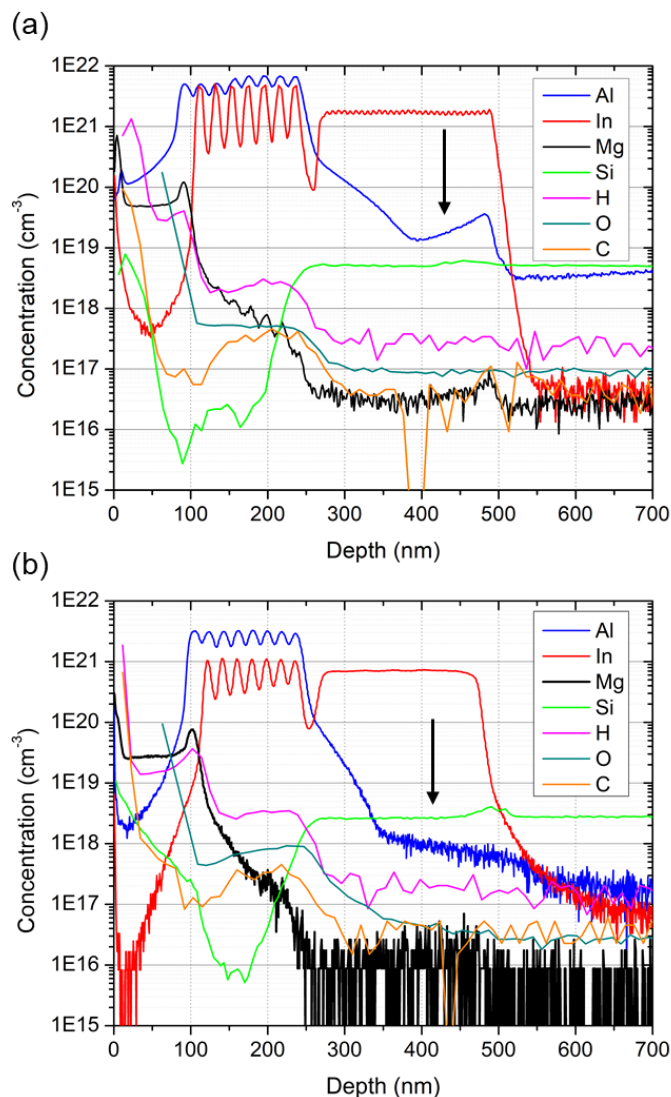 (a)
1E22
1E21
1E20
1E19
1E18
1E17
1E16
1E15
Concentration (cm⁻³)
Al
In
Mg
Si
H
O
C
0 100 200 300 400 500 600 700
Depth (nm)
(b)
1E22
1E21
1E20
1E19
1E18
1E17
1E16
1E15
Concentration (cm⁻³)
Al
In
Mg
Si
H
O
C
0 100 200 300 400 500 600 700
Depth (nm)